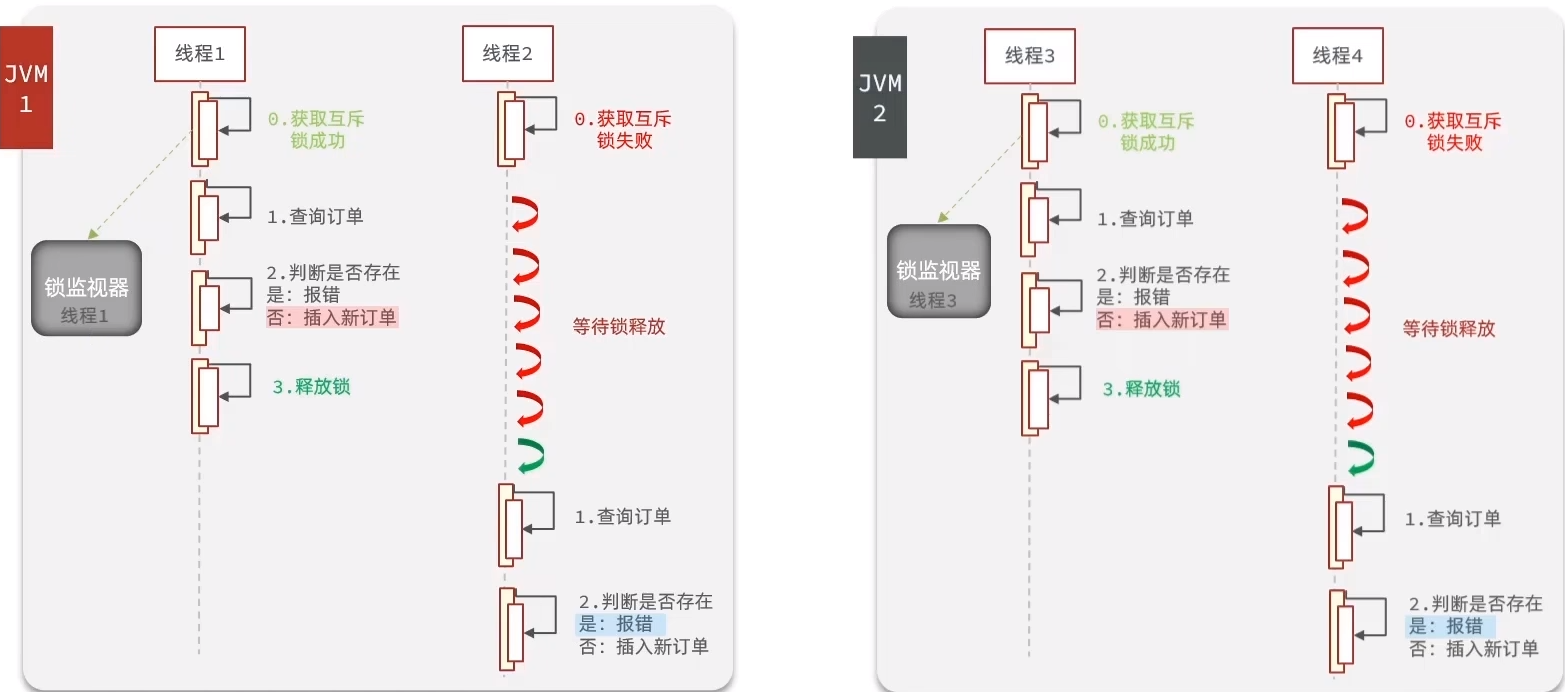 JVM
1
线程1
0.获取互斥
锁成功
1.查询订单
2.判断是否存在
是：报错
否：插入新订单
3.释放锁
锁监视器
线程1
线程2
0.获取互斥
锁失败
等待锁释放
1.查询订单
2.判断是否存在
是：报错
否：插入新订单
JVM
2
线程3
0.获取互斥
锁成功
1.查询订单
2.判断是否存在
是：报错
否：插入新订单
3.释放锁
锁监视器
线程3
线程4
0.获取互斥
锁失败
等待锁释放
1.查询订单
2.判断是否存在
是：报错
否：插入新订单